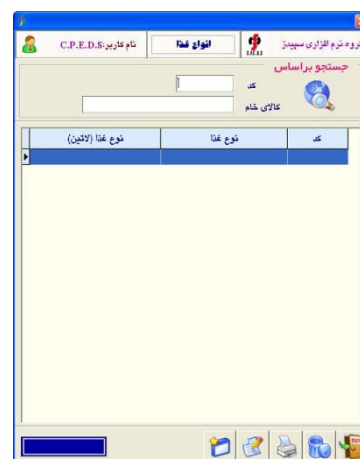 گروه نرم افزاری سپیدز
انواع غذا
نام کاربر:C.P.E.D.S
جستجو براساس
کد
کالای خام
کد
نوع غذا
نوع غذا (لاتین)